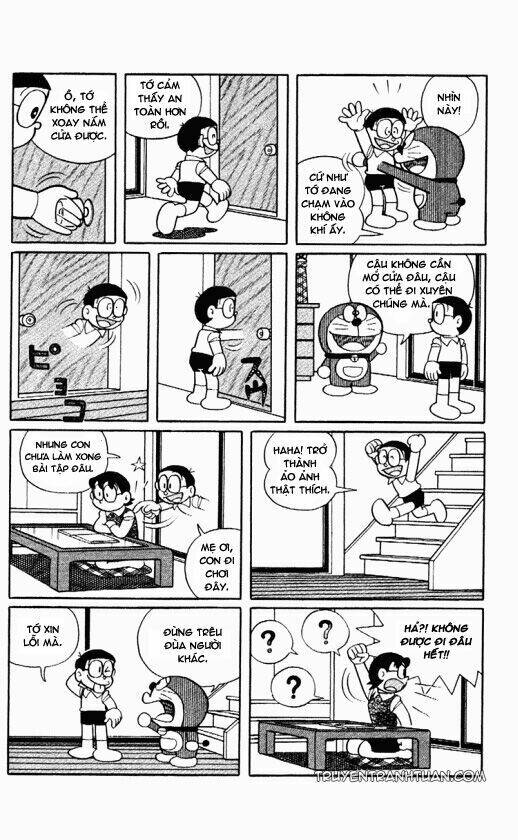 NHÌN
NÀY!
CỨ NHƯ
TỚ ĐANG
CHẠM VÀO
KHÔNG
KHÍ ẤY.
TỚ CẢM
THẤY AN
TOÀN HƠN
RỒI.
Ồ, TỚ
KHÔNG THỂ
XOAY NẮM
CỬA ĐƯỢC.
CẬU KHÔNG CẦN
MỞ CỬA ĐÂU, CẬU
CÓ THỂ ĐI XUYÊN
CHÚNG MÀ.
ピョコ
HAHA! TRỞ
THÀNH
ẢO ẢNH
THẬT THÍCH.
MẸ ƠI,
CON ĐI
CHƠI
ĐÂY.
NHƯNG CON
CHƯA LÀM XONG
BÀI TẬP ĐÂU.
HẢ?! KHÔNG
ĐƯỢC ĐI ĐÂU
HẾT!!
?
?
?
ĐỪNG TRÊU
ĐÙA NGƯỜI
KHÁC.
TỚ XIN
LỖI MÀ.
TRUYENTRANHTUAN.COM